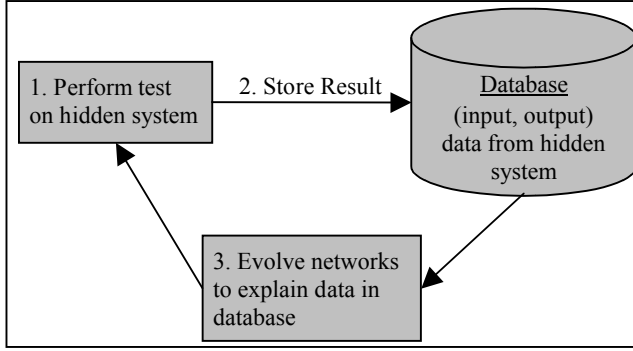 1. Perform test
on hidden system
2. Store Result
Database
(input, output)
data from hidden
system
3. Evolve networks
to explain data in
database